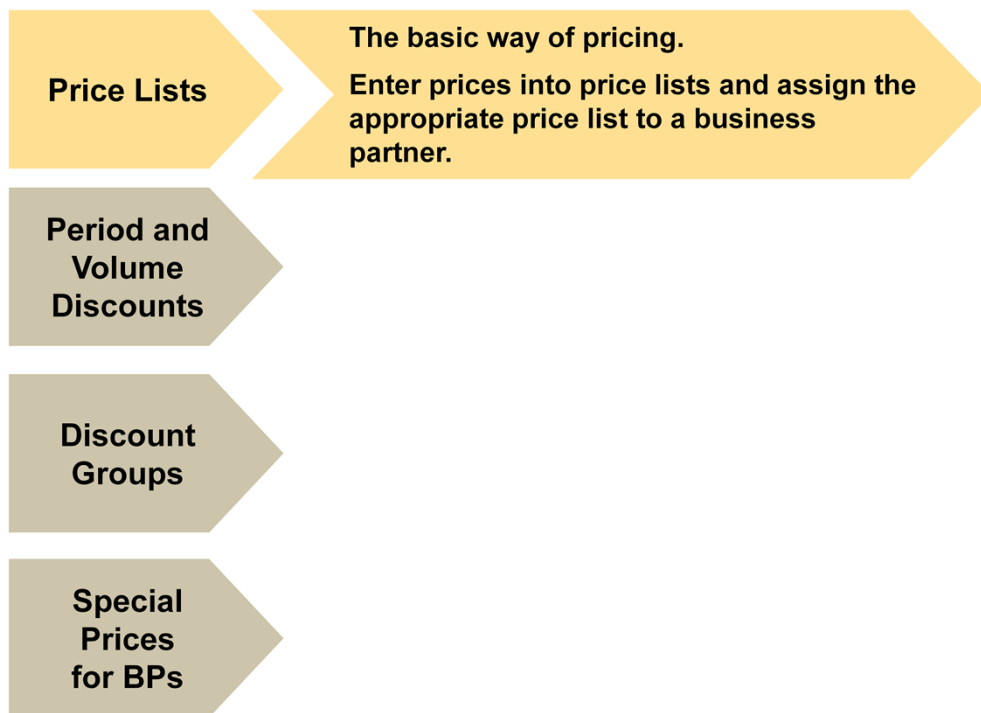 Price Lists
The basic way of pricing.
Enter prices into price lists and assign the
appropriate price list to a business
partner.
Period and
Volume
Discounts
Discount
Groups
Special
Prices
for BPs